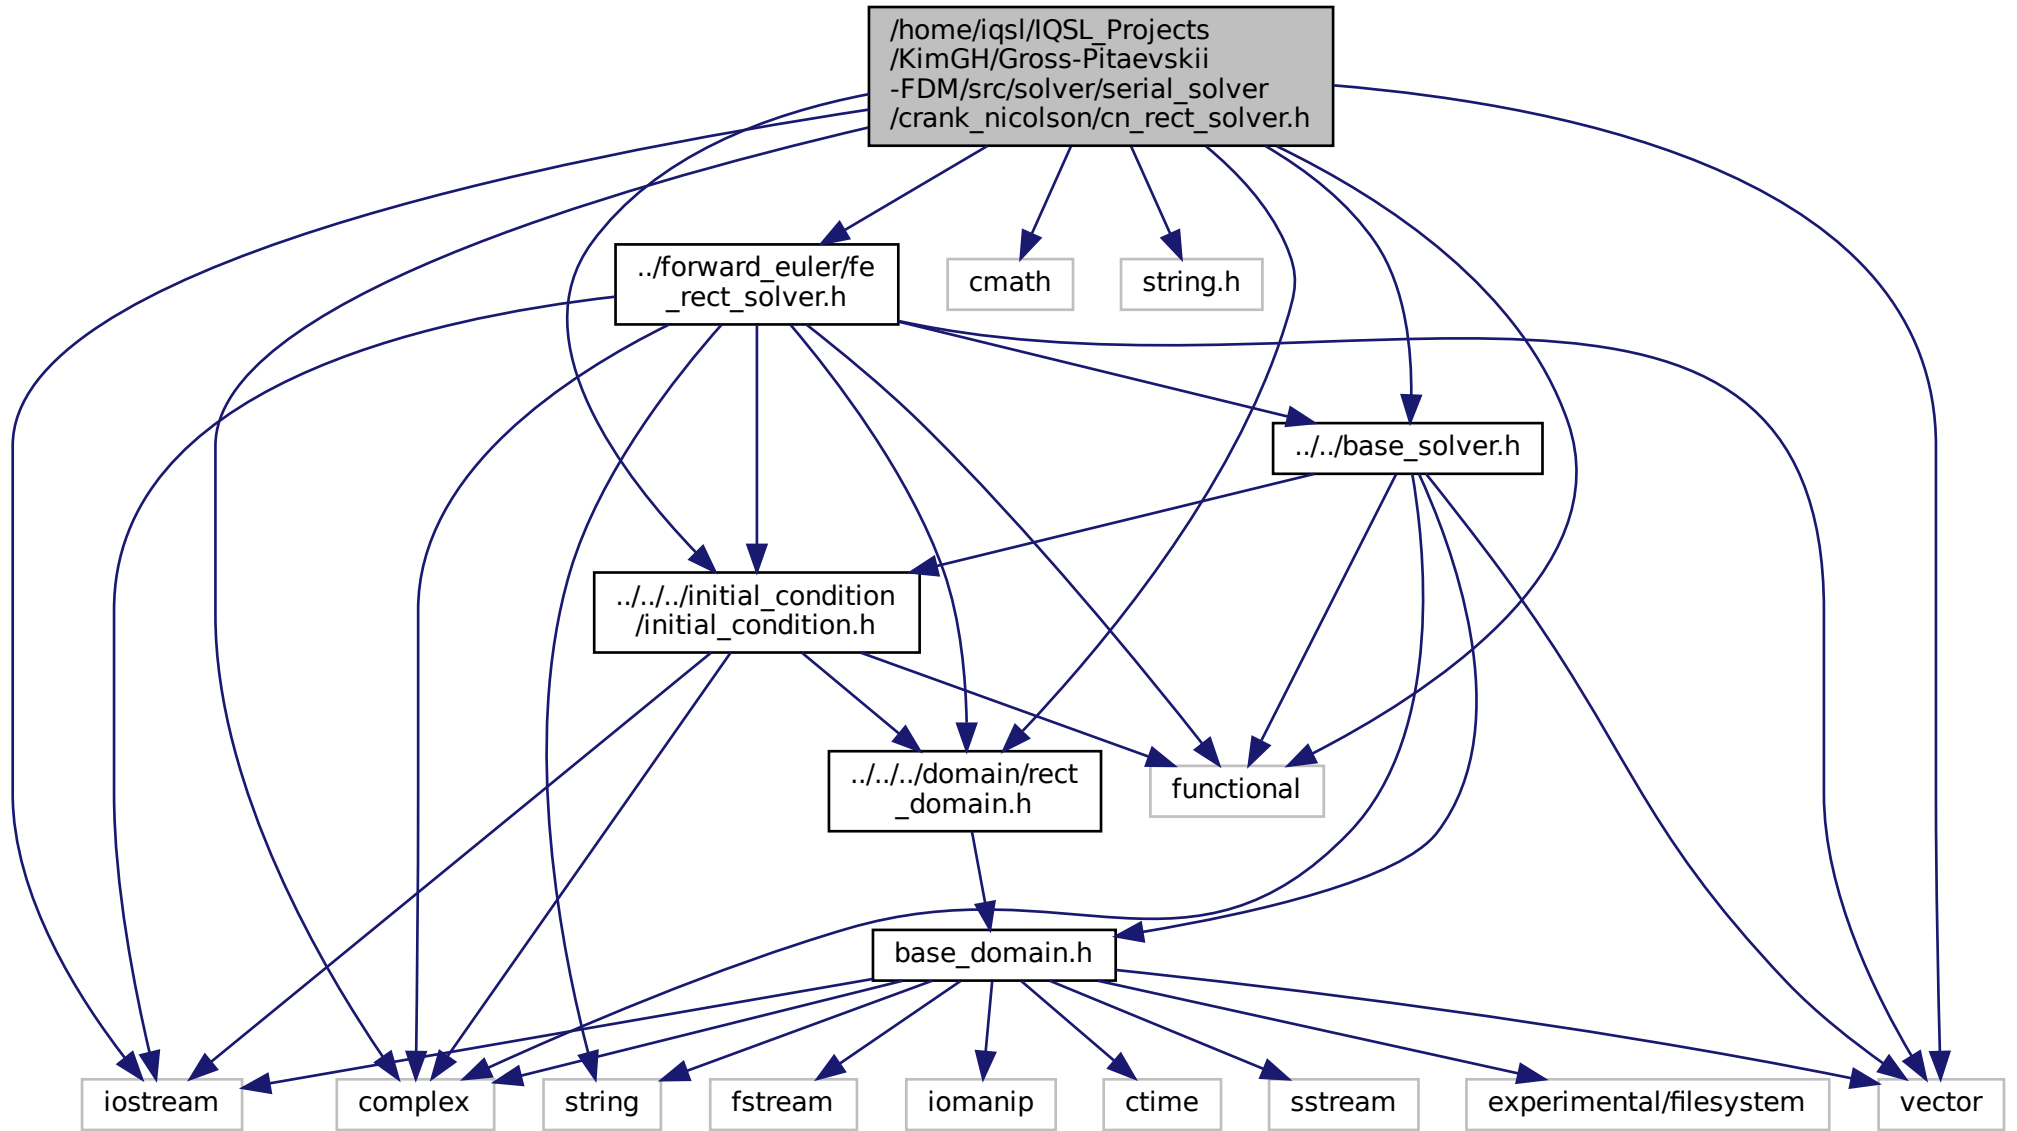 /home/iqsl/IQSL_Projects
/KimGH/Gross-Pitaevskii
-FDM/src/solver/serial_solver
/crank_nicolson/cn_rect_solver.h
../forward_euler/fe
_rect_solver.h
cmath
string.h
../../base_solver.h
../../../initial_condition
/initial_condition.h
../../../domain/rect
_domain.h
functional
base_domain.h
iostream
complex
string
fstream
iomanip
ctime
sstream
experimental/filesystem
vector